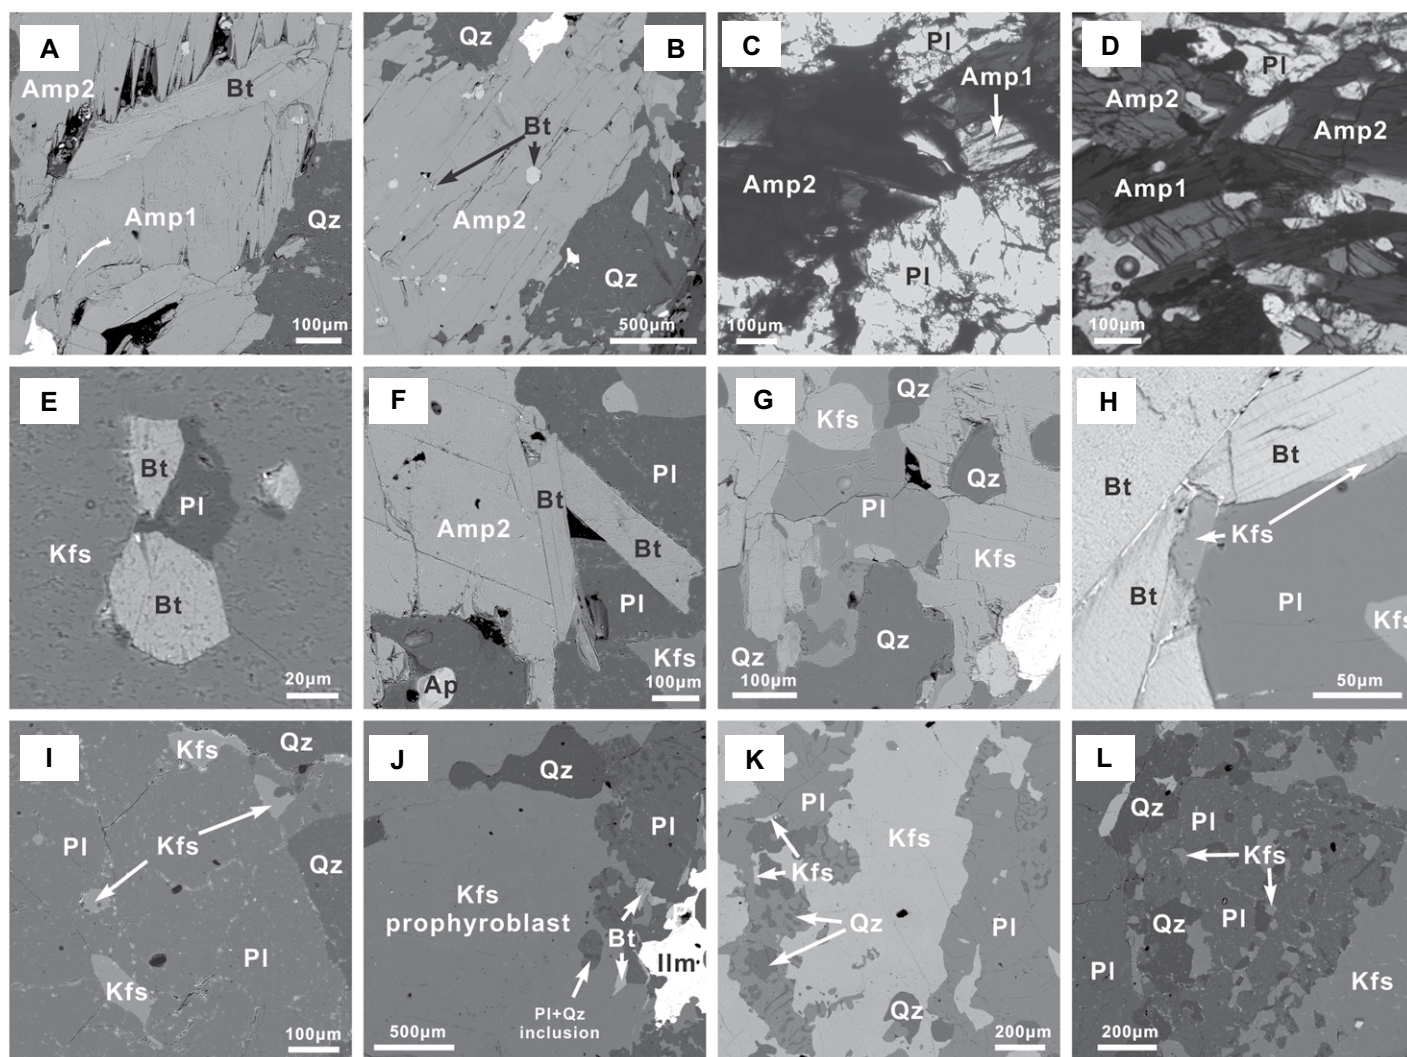 A
Amp2
Bt
Amp1
Qz
100µm
B
Qz
Bt
Amp2
Qz
500µm
C
Pl
Amp1
Amp2
Pl
100µm
D
Pl
Amp2
Amp2
Amp1
100µm
E
Bt
Pl
Kfs
Bt
20µm
F
Pl
Bt
Amp2
Bt
Pl
Kfs
Ap
100µm
G
Qz
Kfs
Qz
Pl
Kfs
Qz
Qz
100µm
H
Bt
Bt
Kfs
Bt
Pl
Kfs
50µm
I
Kfs
Qz
Pl
Kfs
Qz
Pl
Kfs
100µm
J
Qz
Pl
Kfs
prophyroblast
Bt
Ilm
Pl+Qz
inclusion
500µm
K
Pl
Kfs
Kfs
Qz
Pl
Qz
200µm
L
Qz
Pl
Kfs
Qz
Pl
Pl
Kfs
200µm